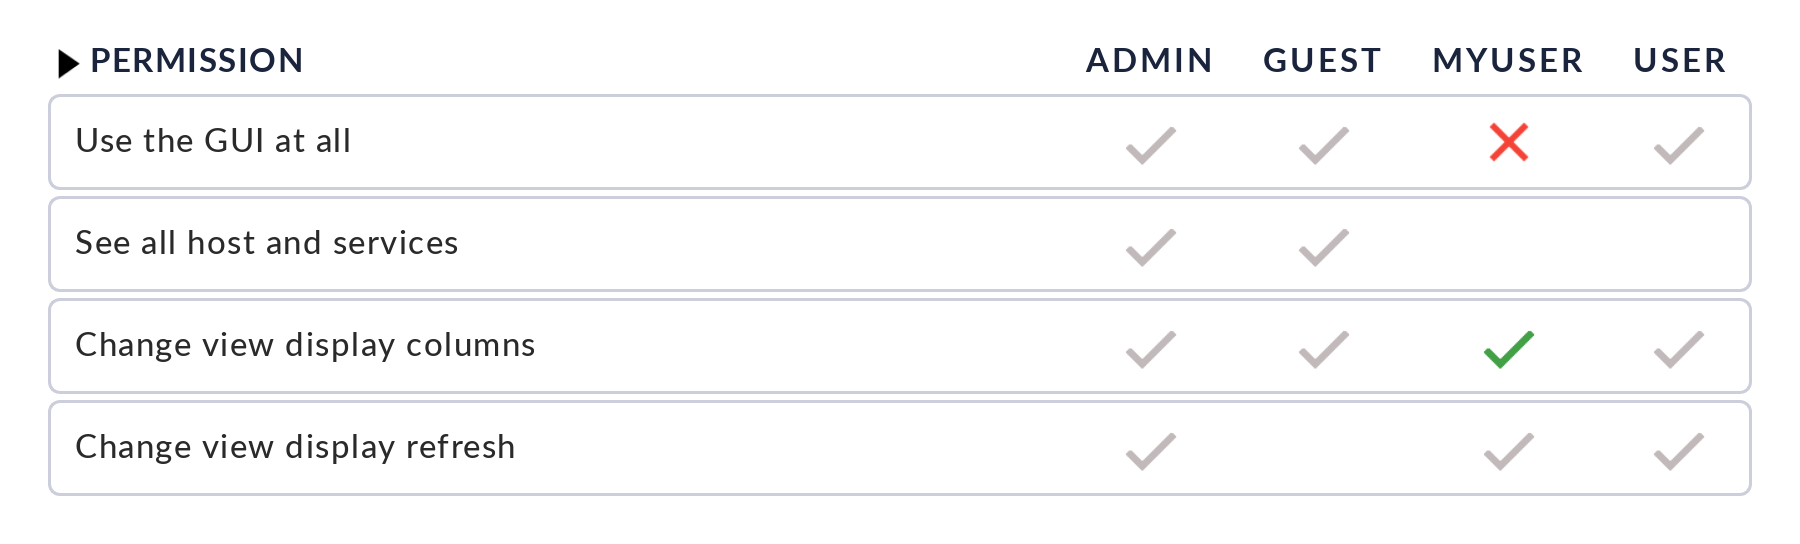 PERMISSION ADMIN GUEST MYUSER USER
Use the GUI at all
See all host and services
Change view display columns
Change view display refresh